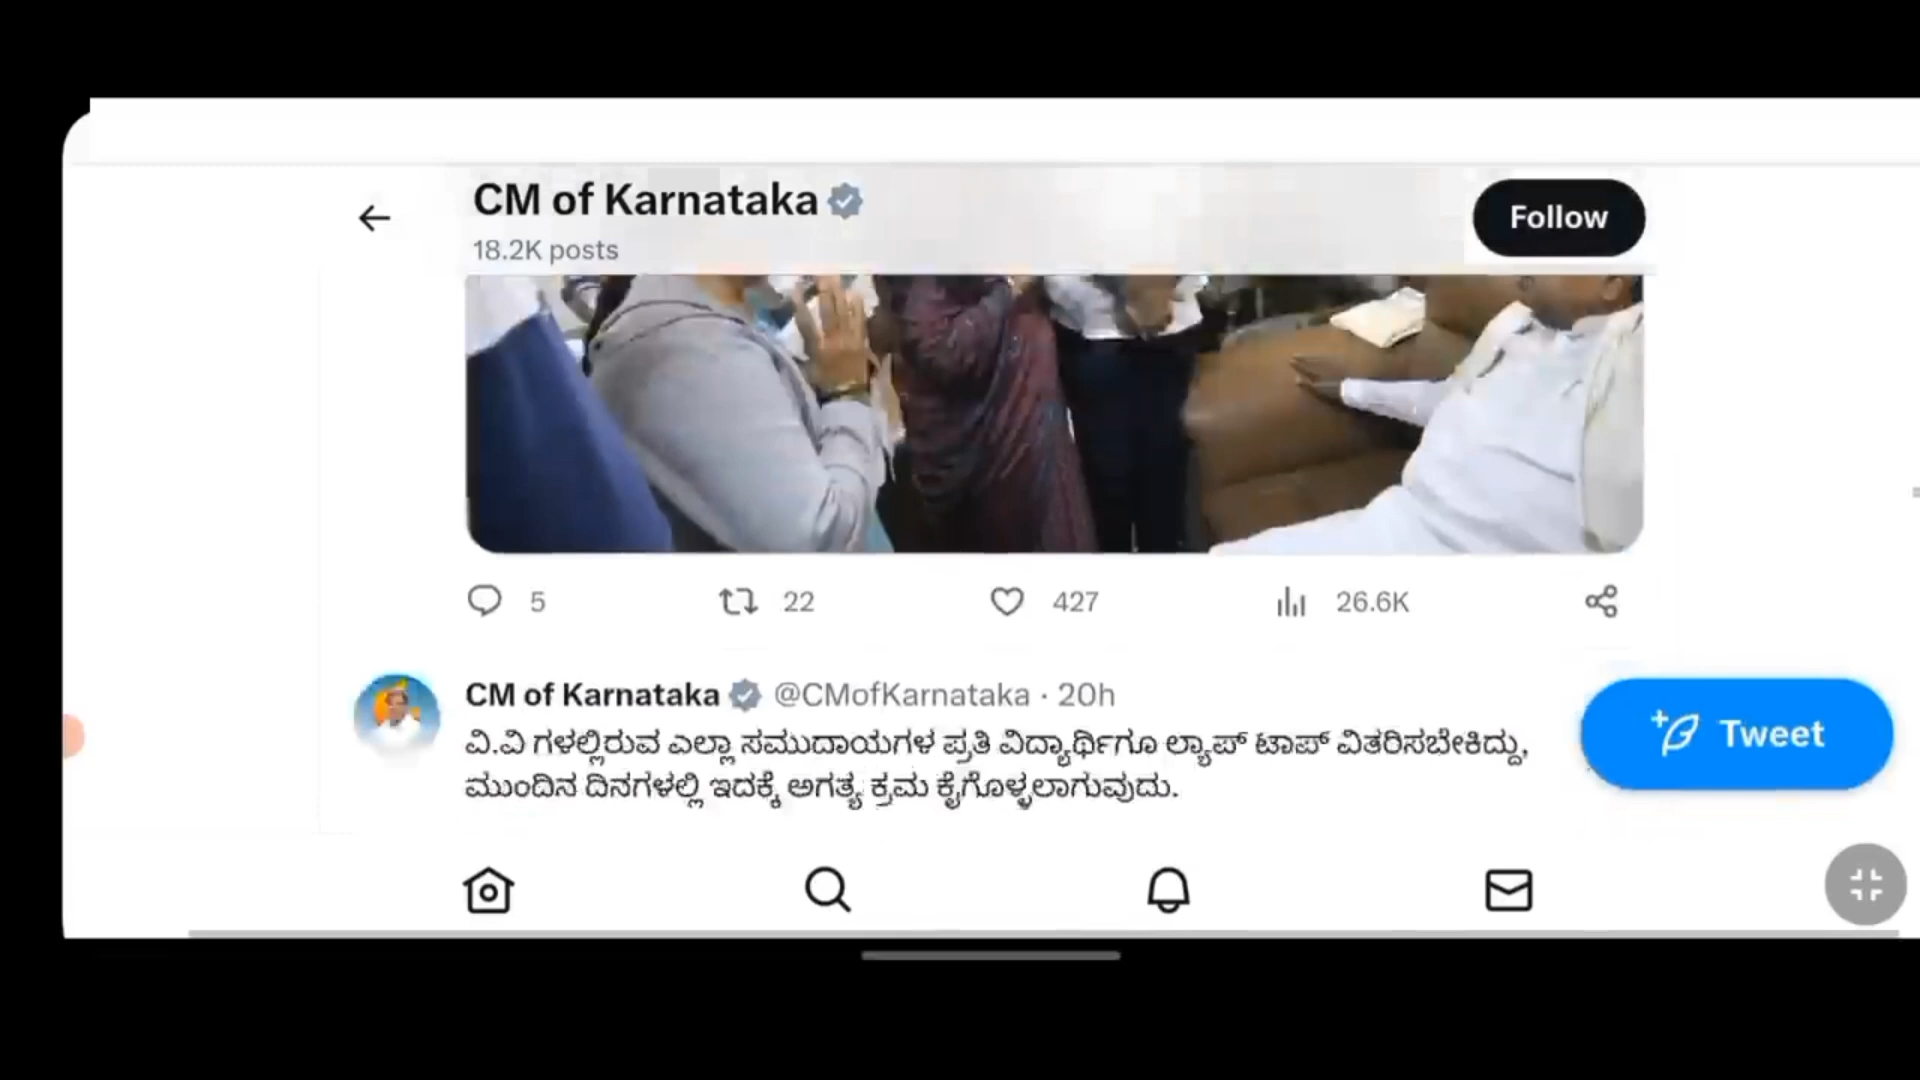 CM of Karnataka
18.2K posts
Follow
5 22 427 26.6K
CM of Karnataka @CMofKarnataka · 20h
ವಿ.ವಿ ಗಳಲ್ಲಿರುವ ಎಲ್ಲಾ ಸಮುದಾಯಗಳ ಪ್ರತಿ ವಿದ್ಯಾರ್ಥಿಗೂ ಲ್ಯಾಪ್ ಟಾಪ್ ವಿತರಿಸಬೇಕಿದ್ದು,
ಮುಂದಿನ ದಿನಗಳಲ್ಲಿ ಇದಕ್ಕೆ ಅಗತ್ಯ ಕ್ರಮ ಕೈಗೊಳ್ಳಲಾಗುವುದು.
Tweet